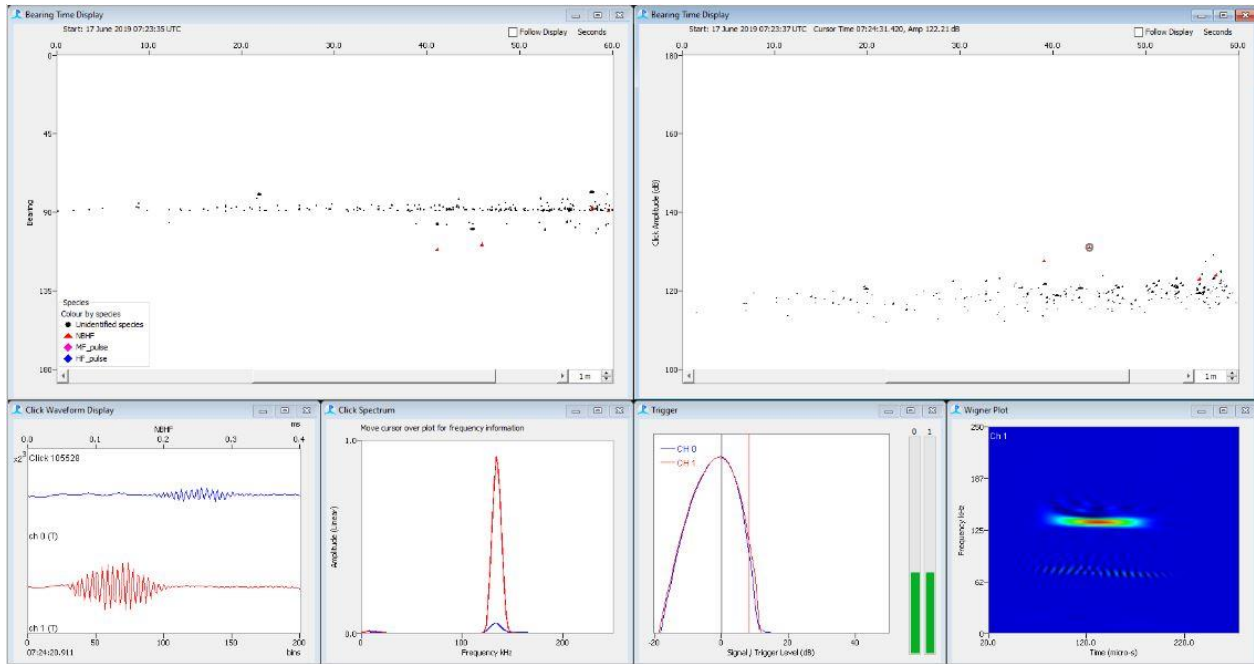 Bearing Time Display
Start: 17 June 2019 07:23:35 UTC
Follow Display Seconds
0.0 10.0 20.0 30.0 40.0 50.0 60.0
0
45
90
135
180
Bearing
Species
Colour by species
Unidentified species
NBHF
MF_pulse
HF_pulse
1 m
Bearing Time Display
Start: 17 June 2019 07:23:37 UTC Cursor Time 07:24:31.420, Amp 122.21 dB
Follow Display Seconds
0.0 10.0 20.0 30.0 40.0 50.0 60.0
180
160
140
120
100
Click Amplitude (dB)
1 m
Click Waveform Display
NBHF
ms
0.0 0.1 0.2 0.3 0.4
Click 105528
ch 0 (T)
ch 1 (T)
0 50 100 150 200
07:24:20.911
bins
Click Spectrum
Move cursor over plot for frequency information
1.0
0.0
Amplitude (Linear)
0 100 200
Frequency kHz
Trigger
CH 0
CH 1
0 1
-20 0 20 40 60
Signal / Trigger Level (dB)
Wigner Plot
Ch 1
250
187
125
62
0
Frequency kHz
20.0 120.0 220.0
Time (micro-s)